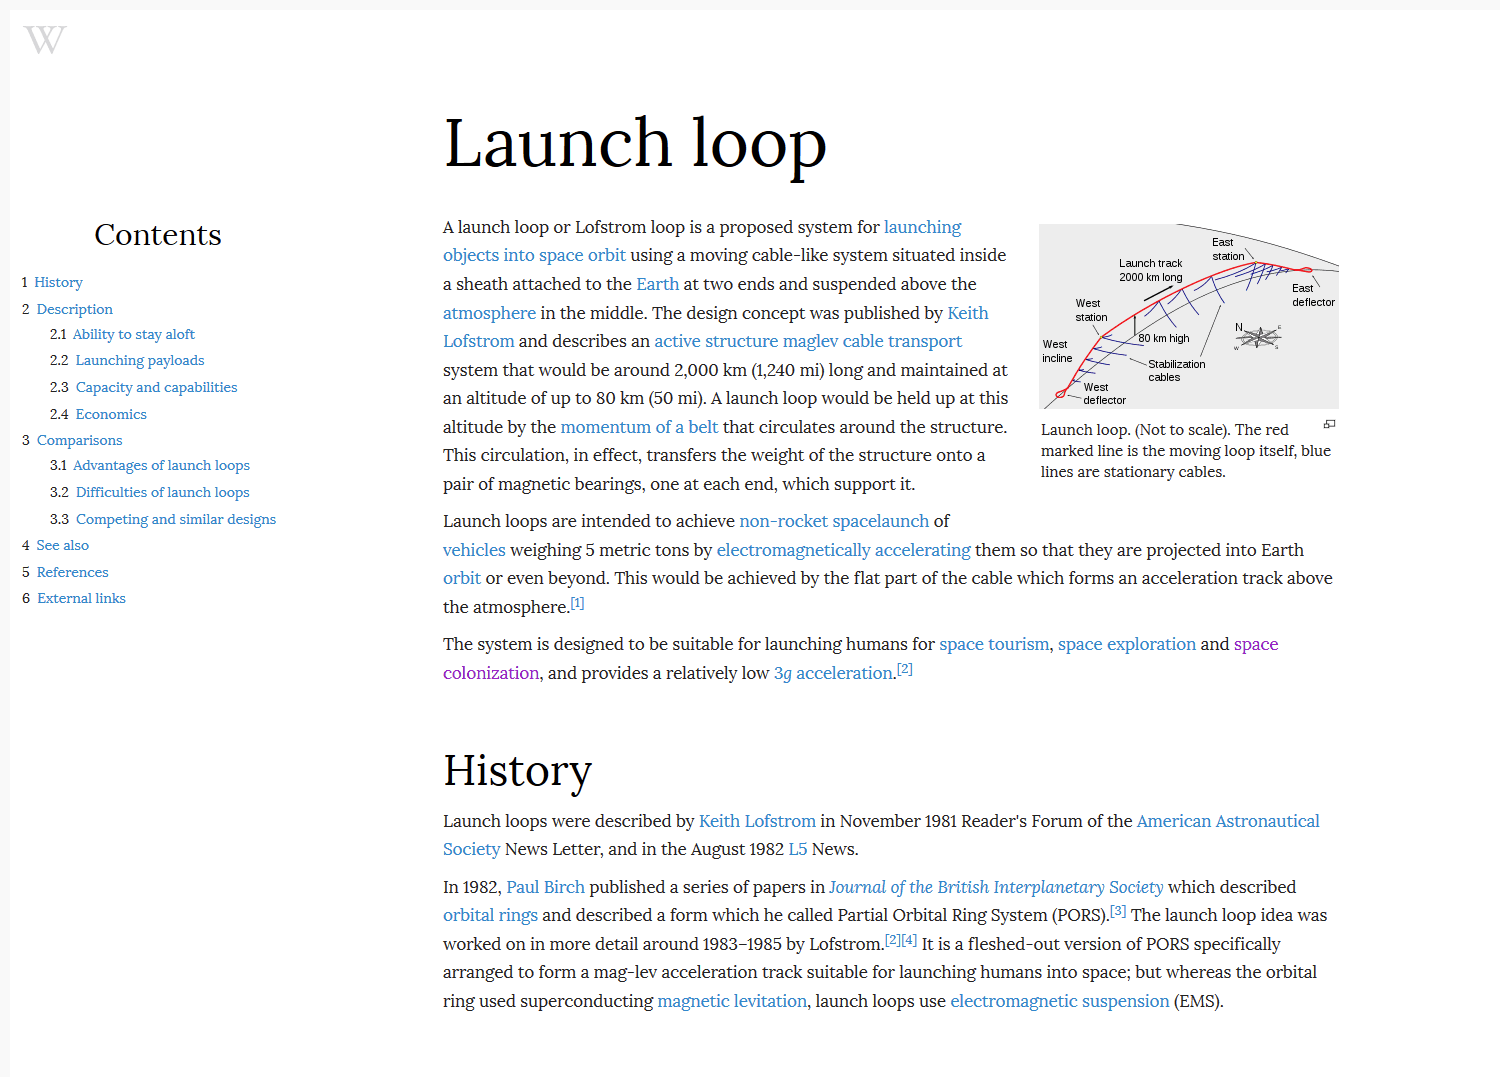 W
Launch loop
Contents
1 History
2 Description
2.1 Ability to stay aloft
2.2 Launching payloads
2.3 Capacity and capabilities
2.4 Economics
3 Comparisons
3.1 Advantages of launch loops
3.2 Difficulties of launch loops
3.3 Competing and similar designs
4 See also
5 References
6 External links
A launch loop or Lofstrom loop is a proposed system for launching
objects into space orbit using a moving cable-like system situated inside
a sheath attached to the Earth at two ends and suspended above the
atmosphere in the middle. The design concept was published by Keith
Lofstrom and describes an active structure maglev cable transport
system that would be around 2,000 km (1,240 mi) long and maintained at
an altitude of up to 80 km (50 mi). A launch loop would be held up at this
altitude by the momentum of a belt that circulates around the structure.
This circulation, in effect, transfers the weight of the structure onto a
pair of magnetic bearings, one at each end, which support it.
East
station
Launch track
2000 km long
East
deflector
West
station
N
E
W
S
80 km high
West
incline
Stabilization
cables
West
deflector
Launch loop. (Not to scale). The red
marked line is the moving loop itself, blue
lines are stationary cables.
Launch loops are intended to achieve non-rocket spacelaunch of
vehicles weighing 5 metric tons by electromagnetically accelerating them so that they are projected into Earth
orbit or even beyond. This would be achieved by the flat part of the cable which forms an acceleration track above
the atmosphere.[1]
The system is designed to be suitable for launching humans for space tourism, space exploration and space
colonization, and provides a relatively low 3g acceleration.[2]
History
Launch loops were described by Keith Lofstrom in November 1981 Reader's Forum of the American Astronautical
Society News Letter, and in the August 1982 L5 News.
In 1982, Paul Birch published a series of papers in Journal of the British Interplanetary Society which described
orbital rings and described a form which he called Partial Orbital Ring System (PORS).[3] The launch loop idea was
worked on in more detail around 1983–1985 by Lofstrom.[2][4] It is a fleshed-out version of PORS specifically
arranged to form a mag-lev acceleration track suitable for launching humans into space; but whereas the orbital
ring used superconducting magnetic levitation, launch loops use electromagnetic suspension (EMS).